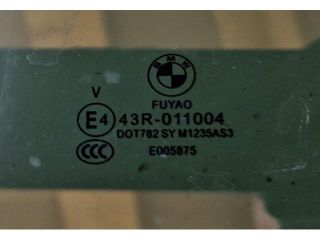 BMW
FUYAO
V
E4 43R-011004
DOT782 SY M1235AS3
CCC E005875